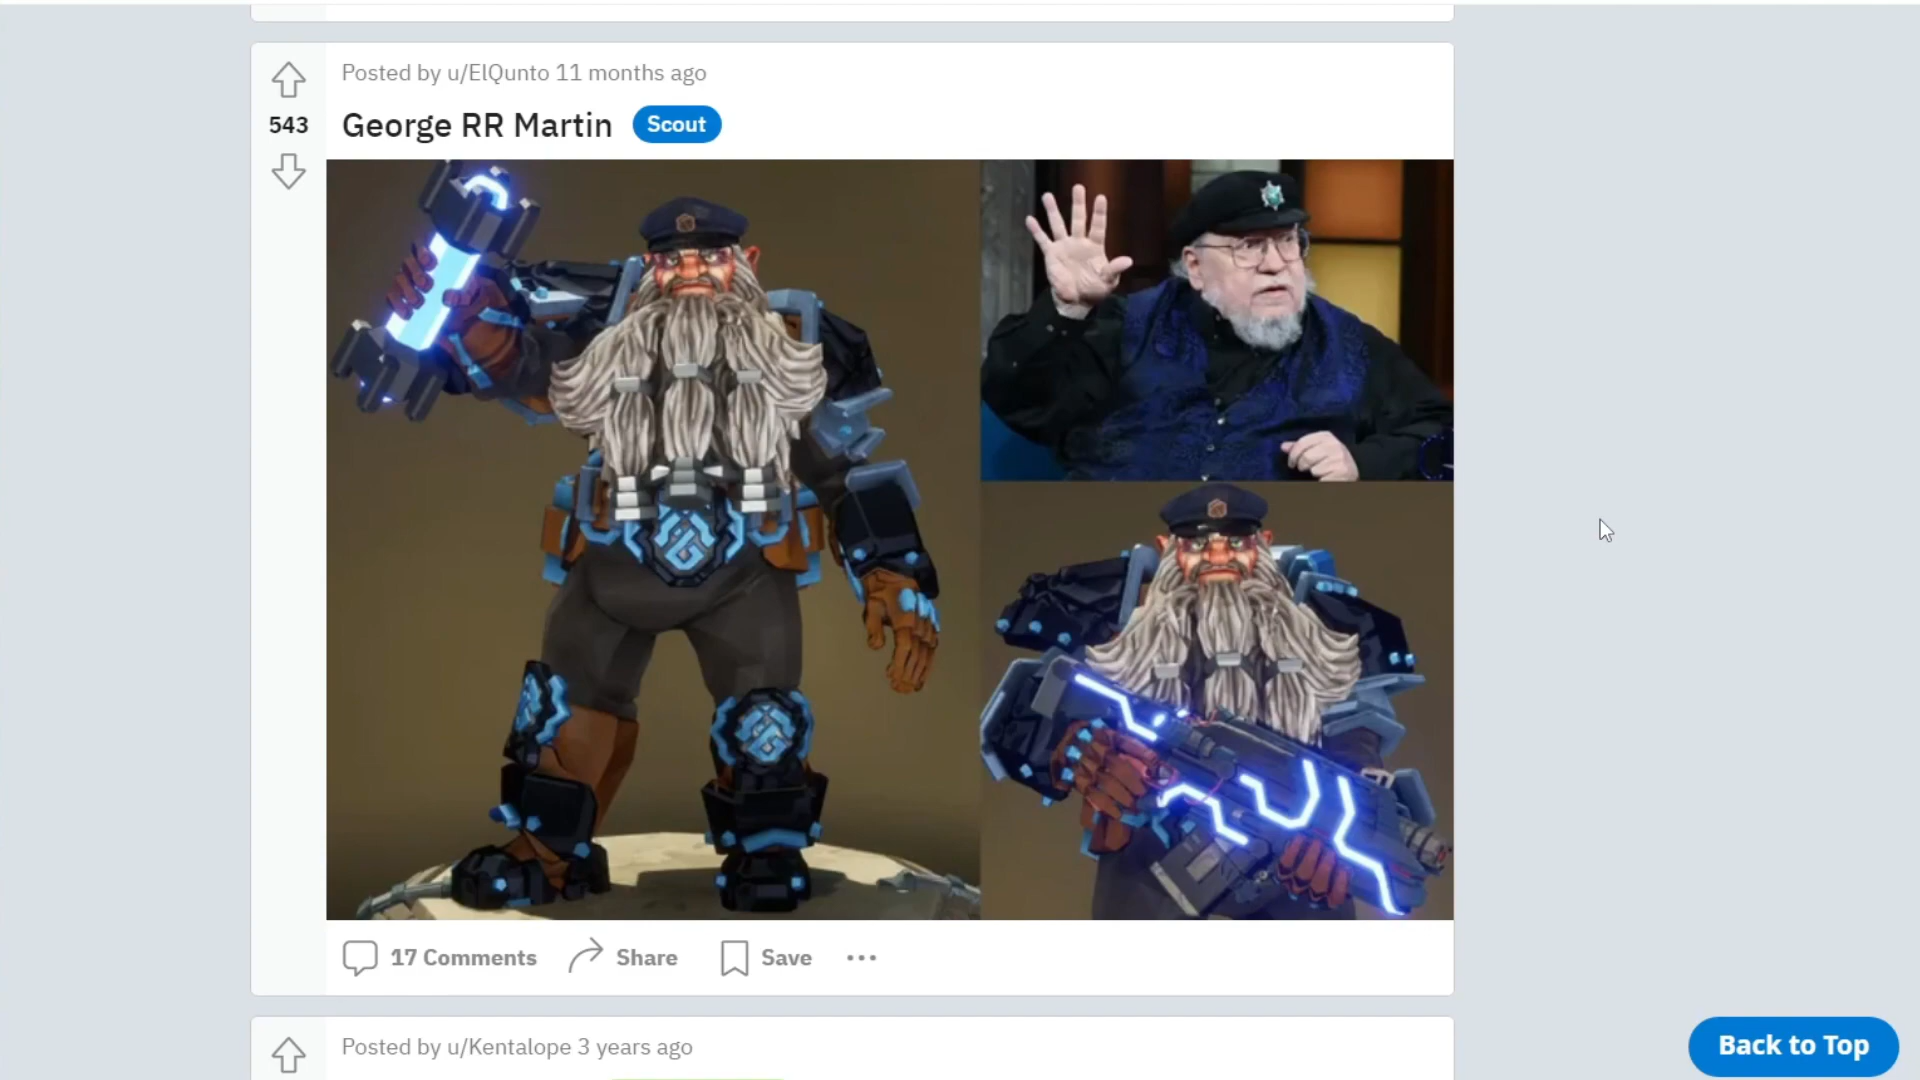 Posted by u/ElQunto 11 months ago
543
George RR Martin
Scout
17 Comments
Share
Save
Posted by u/Kentalope 3 years ago
Back to Top